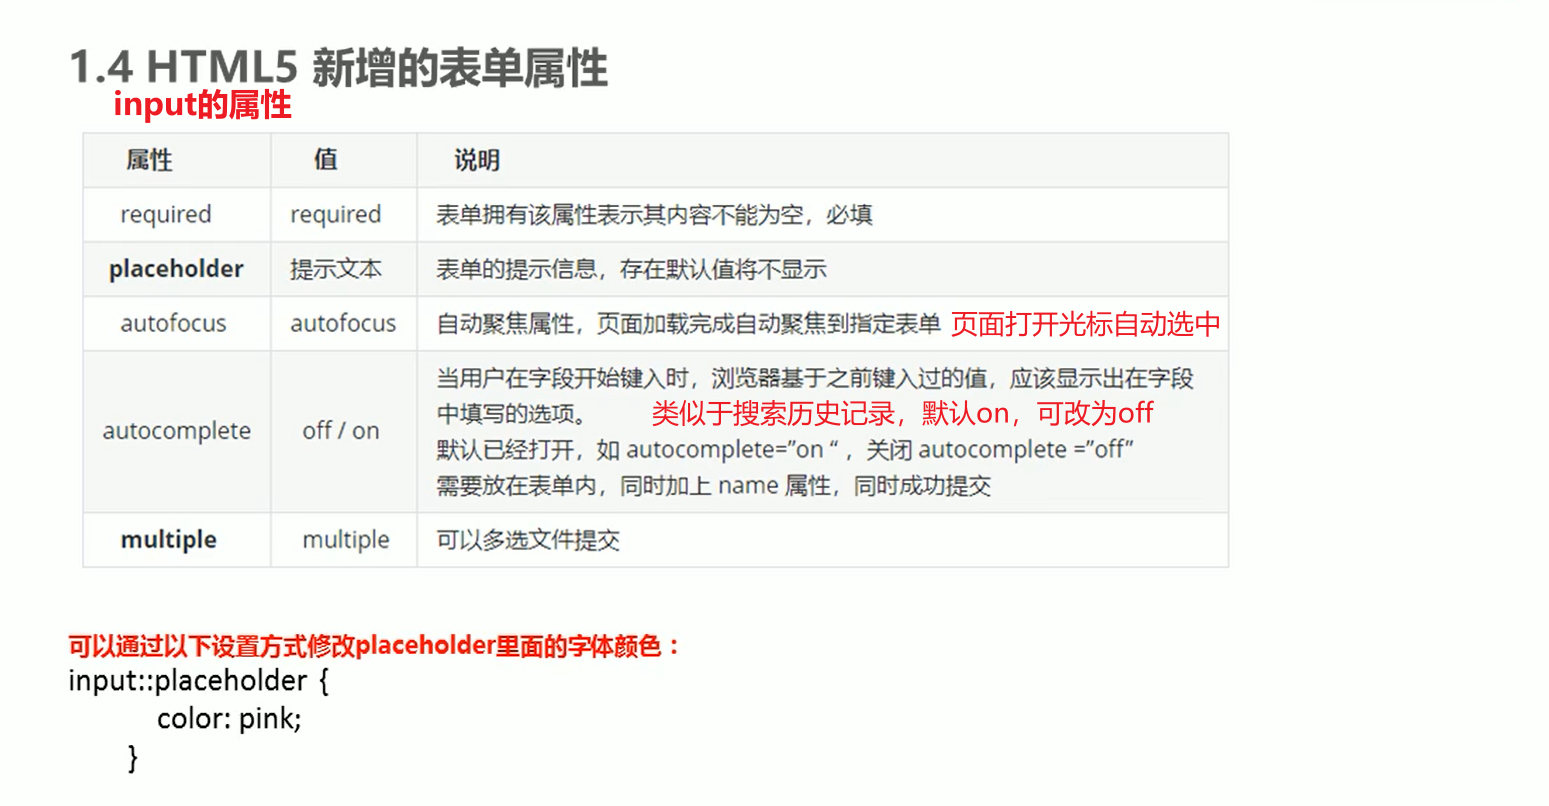 1.4 HTML5 新增的表单属性
input的属性
属性 值 说明
required required 表单拥有该属性表示其内容不能为空，必填
placeholder 提示文本 表单的提示信息，存在默认值将不显示
autofocus autofocus 自动聚焦属性，页面加载完成自动聚焦到指定表单 页面打开光标自动选中
autocomplete off / on 当用户在字段开始键入时，浏览器基于之前键入过的值，应该显示出在字段
中填写的选项。 类似于搜索历史记录，默认on，可改为off
默认已经打开，如 autocomplete=”on “ ，关闭 autocomplete =”off”
需要放在表单内，同时加上 name 属性，同时成功提交
multiple multiple 可以多选文件提交
可以通过以下设置方式修改placeholder里面的字体颜色：
input::placeholder {
color: pink;
}